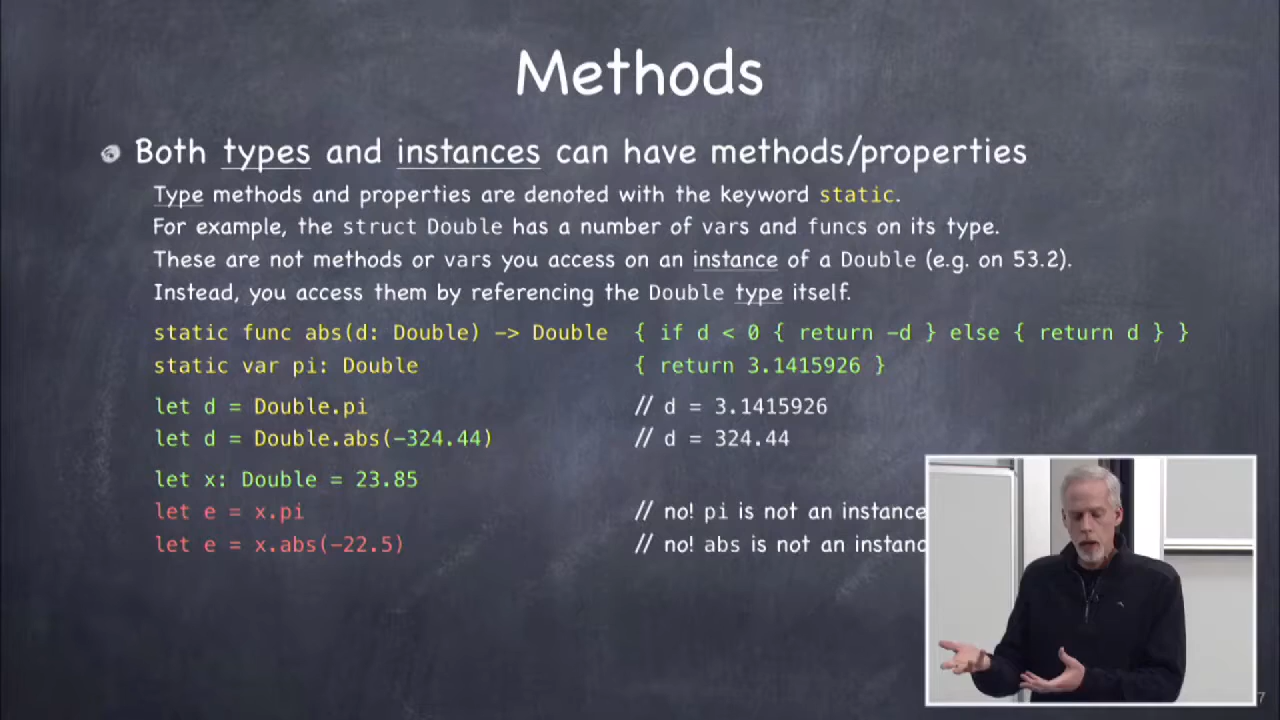 Methods
Both types and instances can have methods/properties
Type methods and properties are denoted with the keyword static.
For example, the struct Double has a number of vars and funcs on its type.
These are not methods or vars you access on an instance of a Double (e.g. on 53.2).
Instead, you access them by referencing the Double type itself.
static func abs(d: Double) -> Double { if d < 0 { return -d } else { return d } }
static var pi: Double { return 3.1415926 }
let d = Double.pi // d = 3.1415926
let d = Double.abs(-324.44) // d = 324.44
let x: Double = 23.85
let e = x.pi // no! pi is not an instance
let e = x.abs(-22.5) // no! abs is not an instanc
7